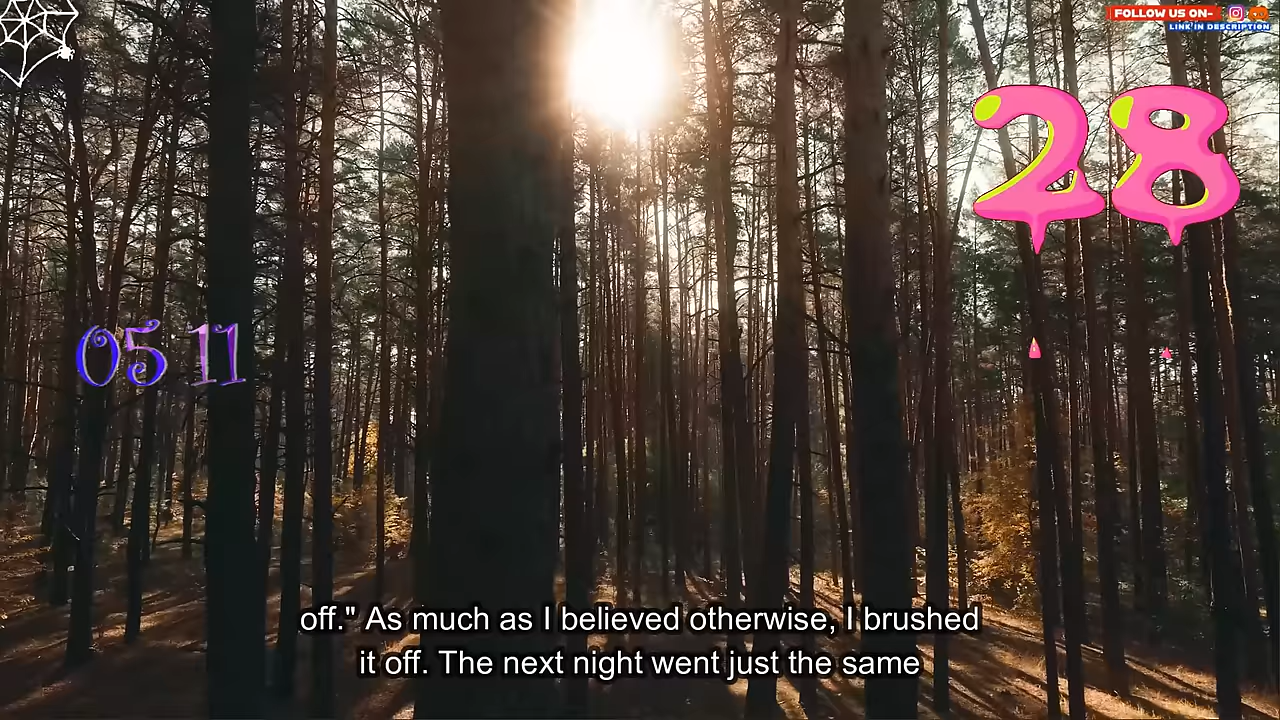 FOLLOW US ON-
LINK IN DESCRIPTION
28
05 11
off." As much as I believed otherwise, I brushed
it off. The next night went just the same